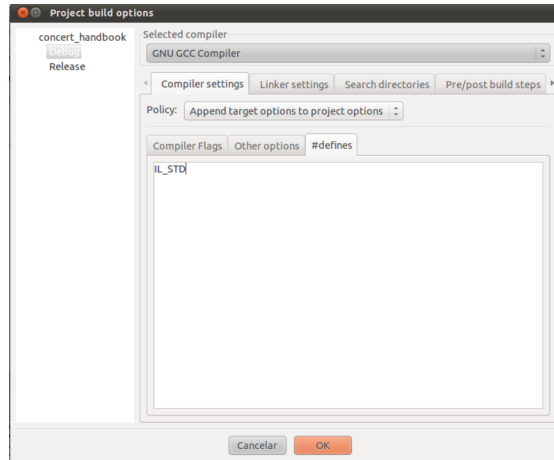 Project build options
concert_handbook
Debug
Release
Selected compiler
GNU GCC Compiler
Compiler settings Linker settings Search directories Pre/post build steps
Policy: Append target options to project options
Compiler Flags Other options #defines
IL_STD
Cancelar OK